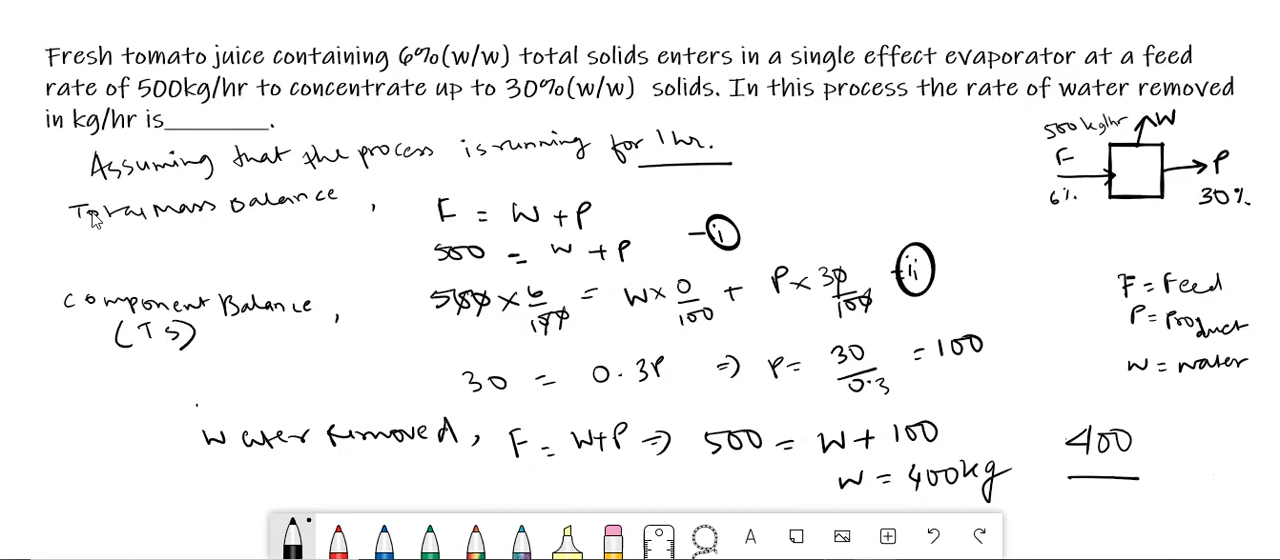 Fresh tomato juice containing 6%(w/w) total solids enters in a single effect evaporator at a feed
rate of 500kg/hr to concentrate up to 30%(w/w) solids. In this process the rate of water removed
in kg/hr is________.
500 kg/hr W
F P
6% 30%
Assuming that the process is running for 1 hr.
Total mass balance, F = W + P
500 = W + P - (i)
Component Balance, 500 × 6/100 = W × 0/100 + P × 30/100 - (ii)
(TS)
F = Feed
P = Product
W = water
30 = 0.3P ⇒ P = 30/0.3 = 100
Water Removed, F = W+P ⇒ 500 = W + 100 400
W = 400kg
A